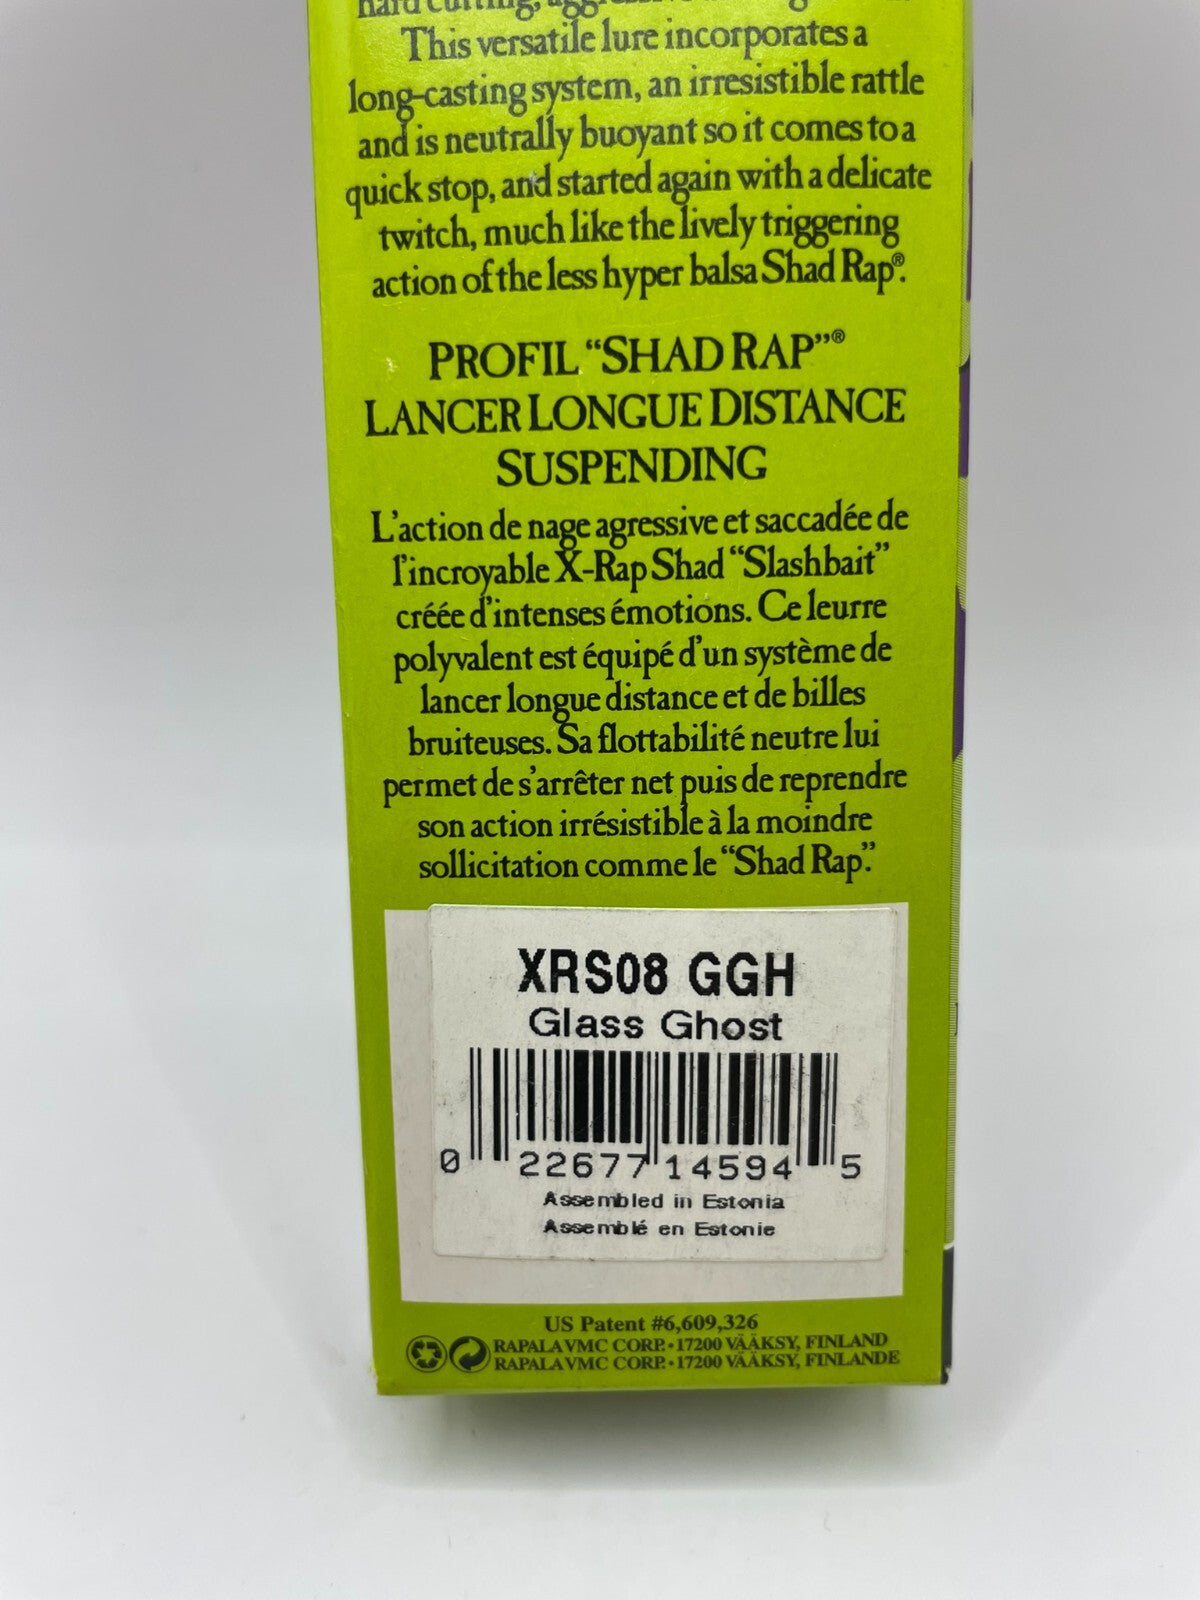 hard cutting,
This versatile lure incorporates a
long-casting system, an irresistible rattle
and is neutrally buoyant so it comes to a
quick stop, and started again with a delicate
twitch, much like the lively triggering
action of the less hyper balsa Shad Rap®.
PROFIL "SHAD RAP"®
LANCER LONGUE DISTANCE
SUSPENDING
L'action de nage agressive et saccadée de
l'incroyable X-Rap Shad "Slashbait"
créée d'intenses émotions. Ce leurre
polyvalent est équipé d'un système de
lancer longue distance et de billes
bruiteuses. Sa flottabilité neutre lui
permet de s'arrêter net puis de reprendre
son action irrésistible à la moindre
sollicitation comme le "Shad Rap".
XRS08 GGH
Glass Ghost
0 22677 14594 5
Assembled in Estonia
Assemblé en Estonie
US Patent #6,609,326
RAPALA VMC CORP. • 17200 VÄÄKSY, FINLAND
RAPALA VMC CORP. • 17200 VÄÄKSY, FINLANDE